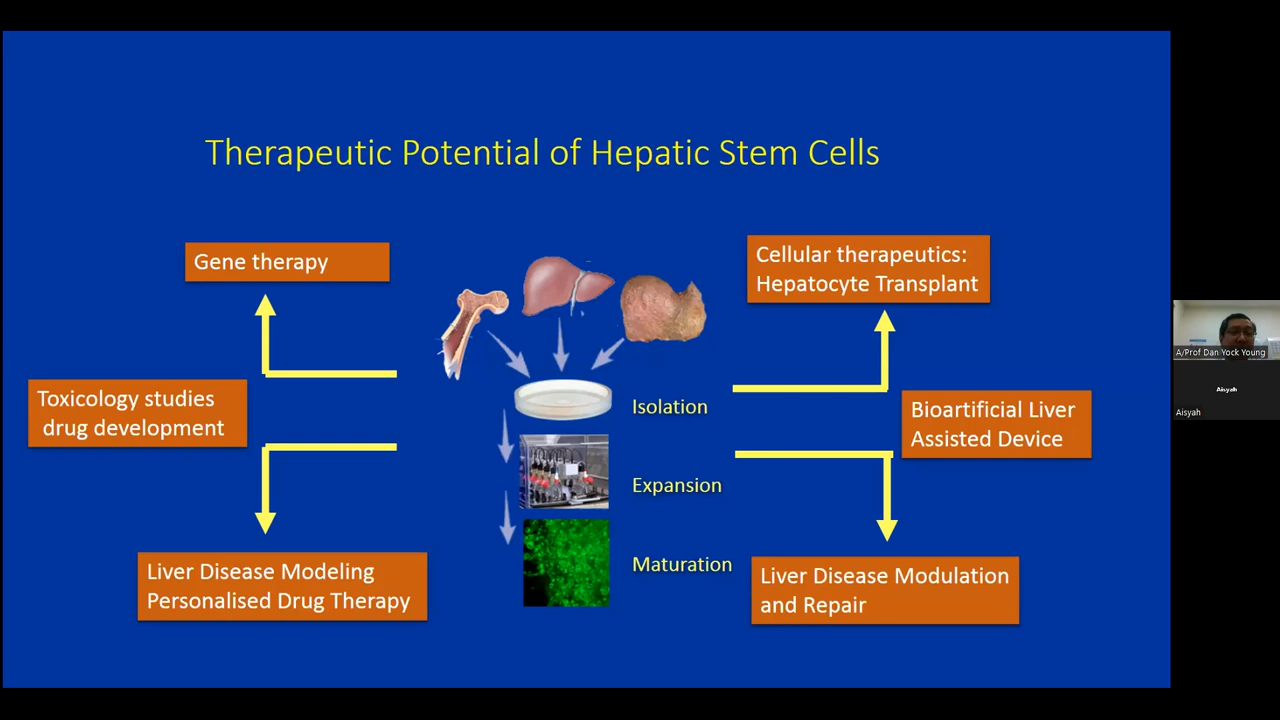 Therapeutic Potential of Hepatic Stem Cells
Gene therapy
Cellular therapeutics:
Hepatocyte Transplant
Toxicology studies
drug development
Isolation
Bioartificial Liver
Assisted Device
Expansion
Maturation
Liver Disease Modeling
Personalised Drug Therapy
Liver Disease Modulation
and Repair
A/Prof Dan Yock Young
Aisyah
Aisyah